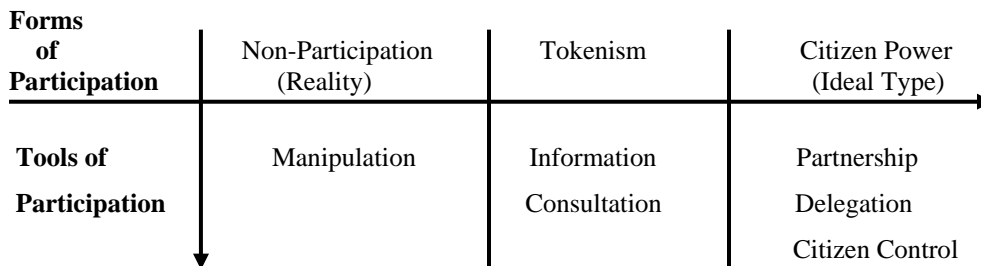 Forms
of
Participation
Non-Participation
(Reality)
Tokenism
Citizen Power
(Ideal Type)
Tools of
Participation
Manipulation
Information
Consultation
Partnership
Delegation
Citizen Control